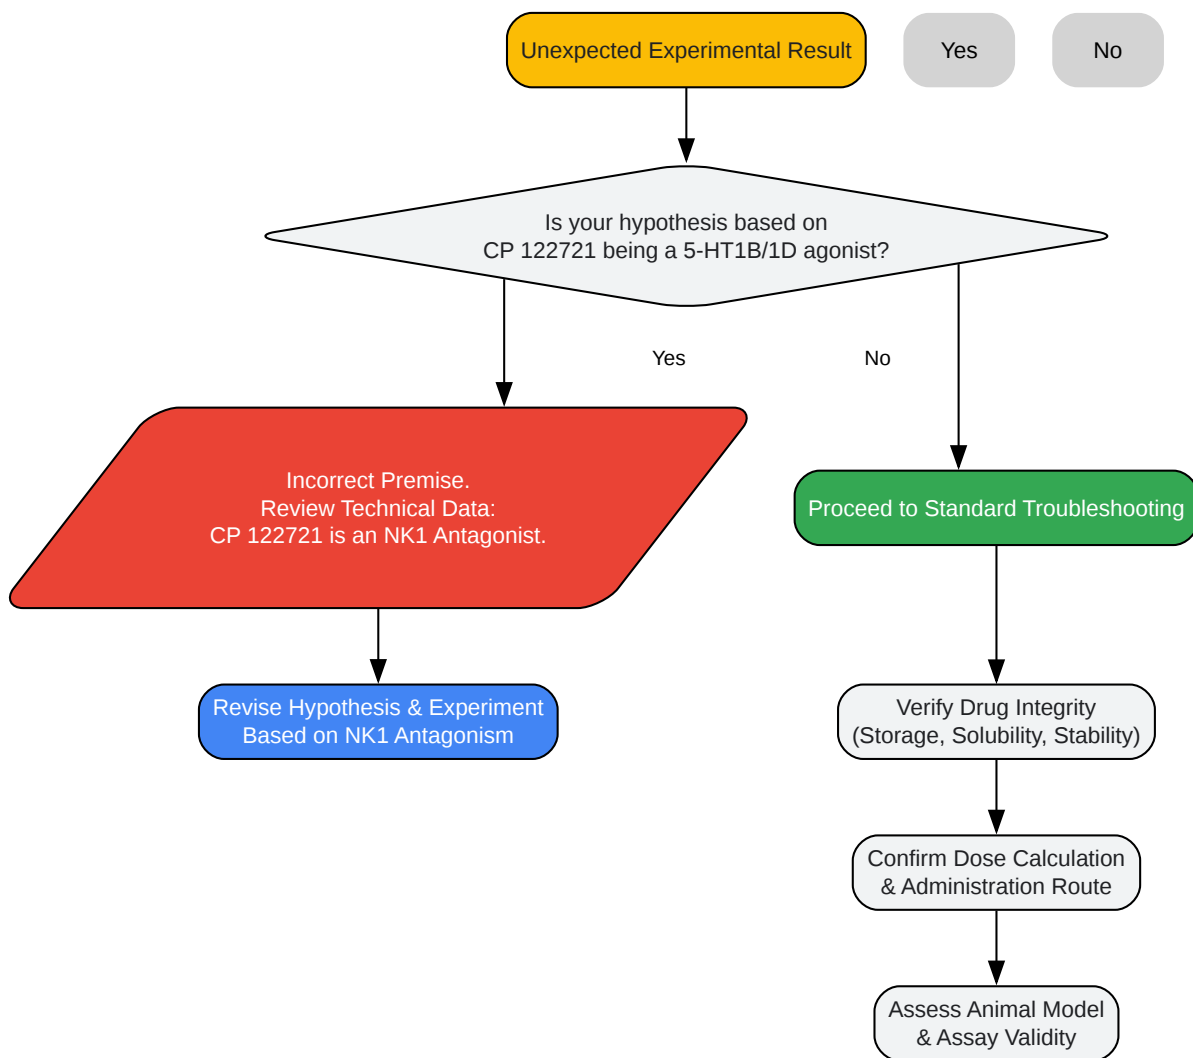 Unexpected Experimental Result
Yes
No
Is your hypothesis based on
CP 122721 being a 5-HT1B/1D agonist?
Yes
No
Incorrect Premise.
Review Technical Data:
CP 122721 is an NK1 Antagonist.
Proceed to Standard Troubleshooting
Revise Hypothesis & Experiment
Based on NK1 Antagonism
Verify Drug Integrity
(Storage, Solubility, Stability)
Confirm Dose Calculation
& Administration Route
Assess Animal Model
& Assay Validity